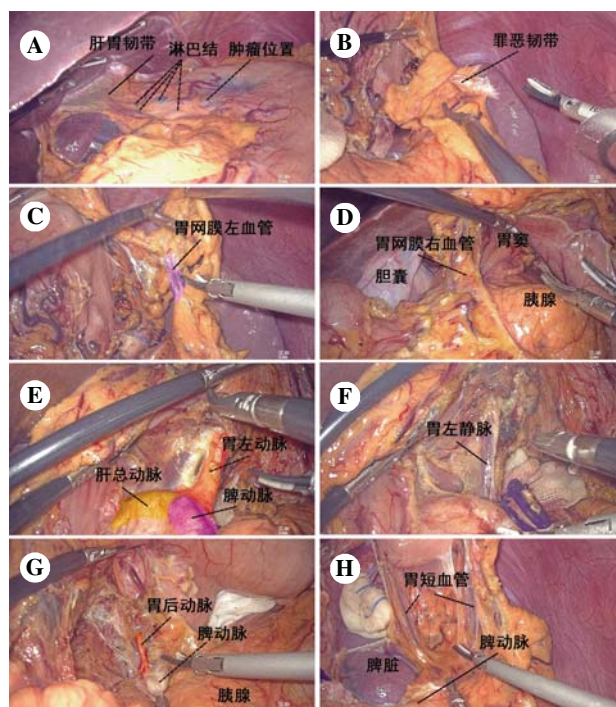 A
肝胃韧带
淋巴结
肿瘤位置
B
罪恶韧带
C
胃网膜左血管
D
胃网膜右血管
胃窦
胆囊
胰腺
E
胃左动脉
肝总动脉
脾动脉
F
胃左静脉
G
胃后动脉
脾动脉
胰腺
H
胃短血管
脾动脉
脾脏